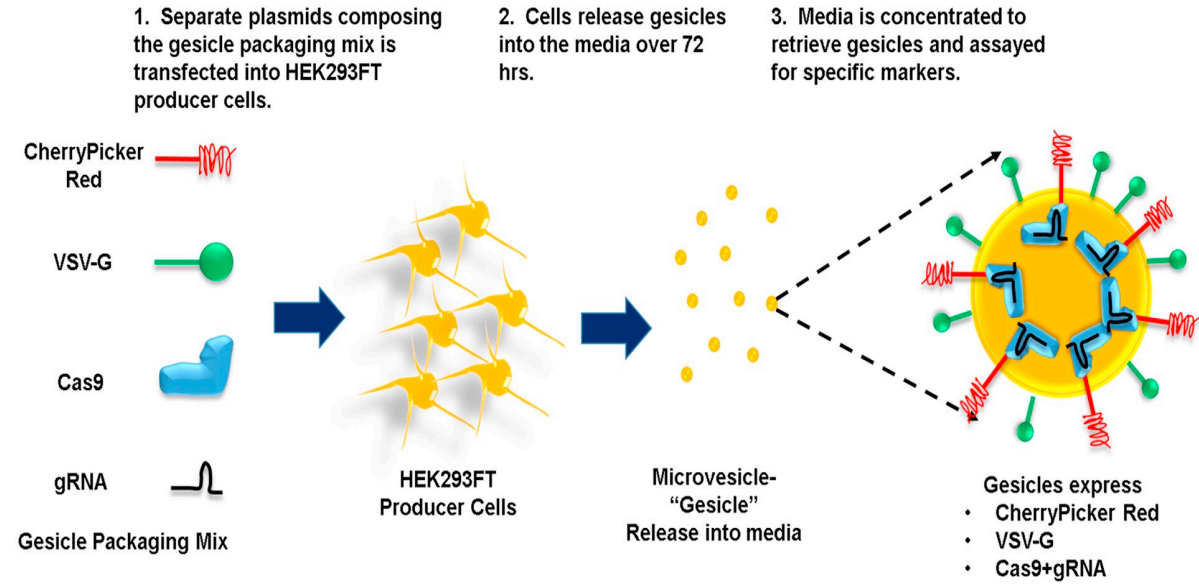 1. Separate plasmids composing
the gesicle packaging mix is
transfected into HEK293FT
producer cells.
2. Cells release gesicles
into the media over 72
hrs.
3. Media is concentrated to
retrieve gesicles and assayed
for specific markers.
CherryPicker
Red
VSV-G
Cas9
gRNA
Gesicle Packaging Mix
HEK293FT
Producer Cells
Microvesicle-
“Gesicle”
Release into media
Gesicles express
• CherryPicker Red
• VSV-G
• Cas9+gRNA